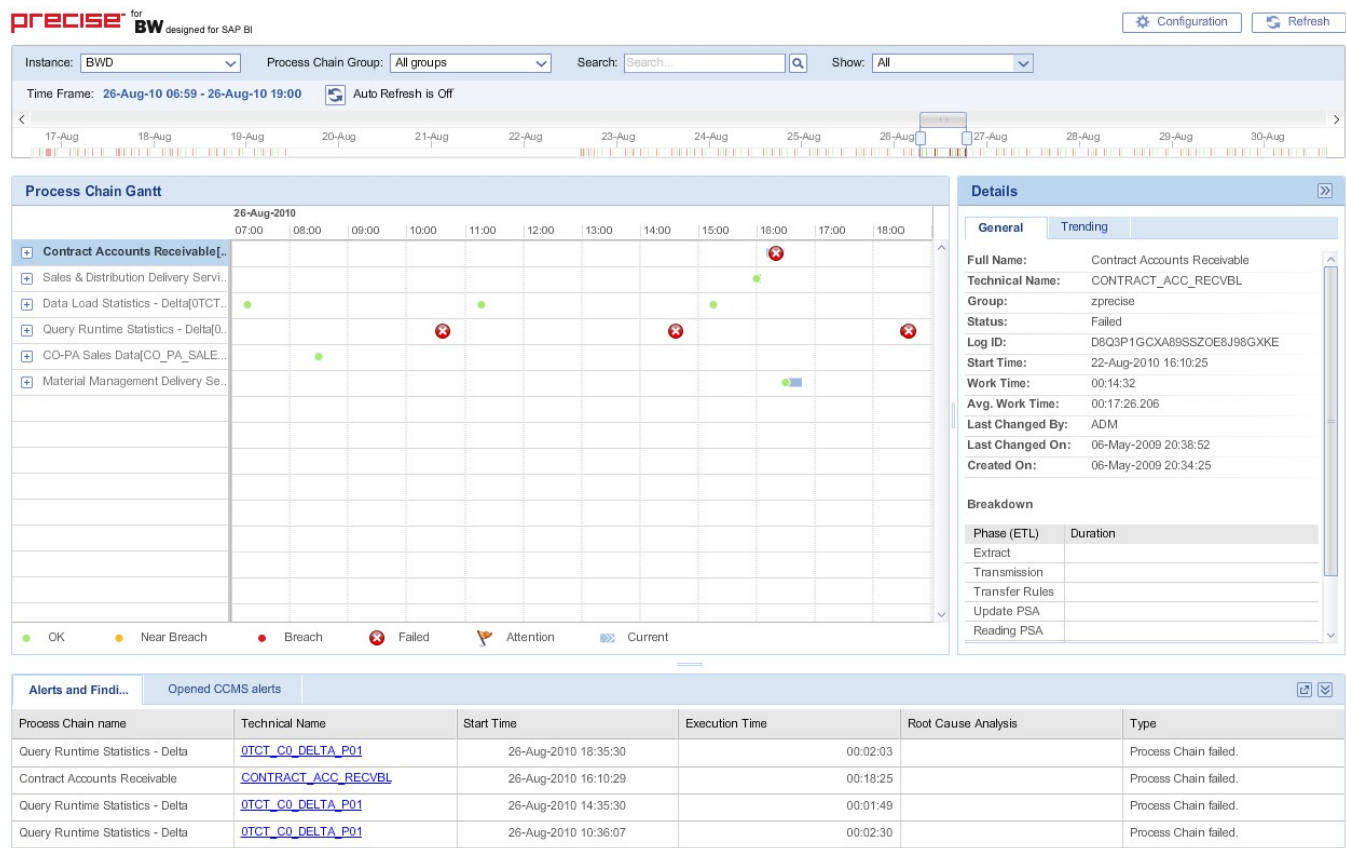 precise for BW designed for SAP BI
Configuration Refresh
Instance: BWD Process Chain Group: All groups Search: Search... Show: All
Time Frame: 26-Aug-10 06:59 - 26-Aug-10 19:00 Auto Refresh is Off
17-Aug 18-Aug 19-Aug 20-Aug 21-Aug 22-Aug 23-Aug 24-Aug 25-Aug 26-Aug 27-Aug 28-Aug 29-Aug 30-Aug
Process Chain Gantt
26-Aug-2010
07:00 08:00 09:00 10:00 11:00 12:00 13:00 14:00 15:00 16:00 17:00 18:00
Contract Accounts Receivable[..
Sales & Distribution Delivery Servi..
Data Load Statistics - Delta[0TCT..
Query Runtime Statistics - Delta[0..
CO-PA Sales Data[CO_PA_SALE...
Material Management Delivery Se..
OK Near Breach Breach Failed Attention Current
Details
General Trending
Full Name: Contract Accounts Receivable
Technical Name: CONTRACT_ACC_RECVBL
Group: zprecise
Status: Failed
Log ID: D8Q3P1GCXA89SSZOE8J98GXKE
Start Time: 22-Aug-2010 16:10:25
Work Time: 00:14:32
Avg. Work Time: 00:17:26.206
Last Changed By: ADM
Last Changed On: 06-May-2009 20:38:52
Created On: 06-May-2009 20:34:25
Breakdown
Phase (ETL) Duration
Extract
Transmission
Transfer Rules
Update PSA
Reading PSA
Alerts and Findi... Opened CCMS alerts
Process Chain name Technical Name Start Time Execution Time Root Cause Analysis Type
Query Runtime Statistics - Delta 0TCT_C0_DELTA_P01 26-Aug-2010 18:35:30 00:02:03 Process Chain failed.
Contract Accounts Receivable CONTRACT_ACC_RECVBL 26-Aug-2010 16:10:29 00:18:25 Process Chain failed.
Query Runtime Statistics - Delta 0TCT_C0_DELTA_P01 26-Aug-2010 14:35:30 00:01:49 Process Chain failed.
Query Runtime Statistics - Delta 0TCT_C0_DELTA_P01 26-Aug-2010 10:36:07 00:02:30 Process Chain failed.